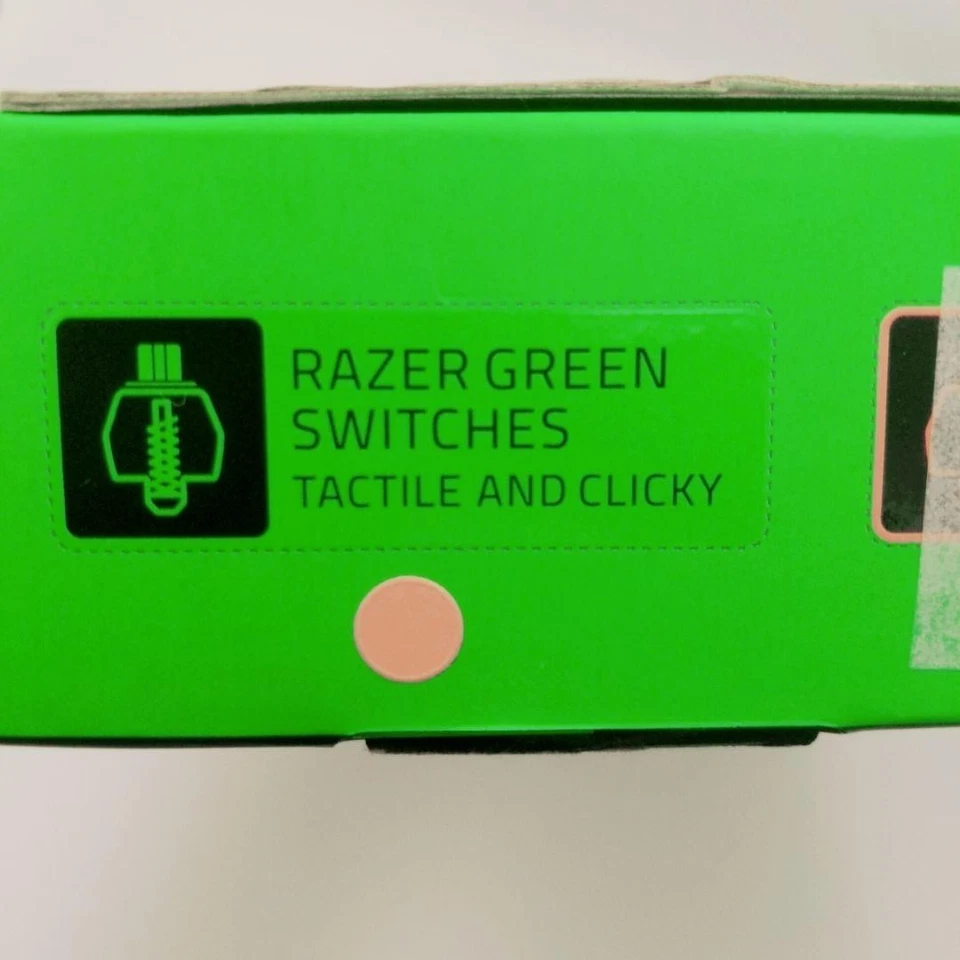 RAZER GREEN
SWITCHES
TACTILE AND CLICKY